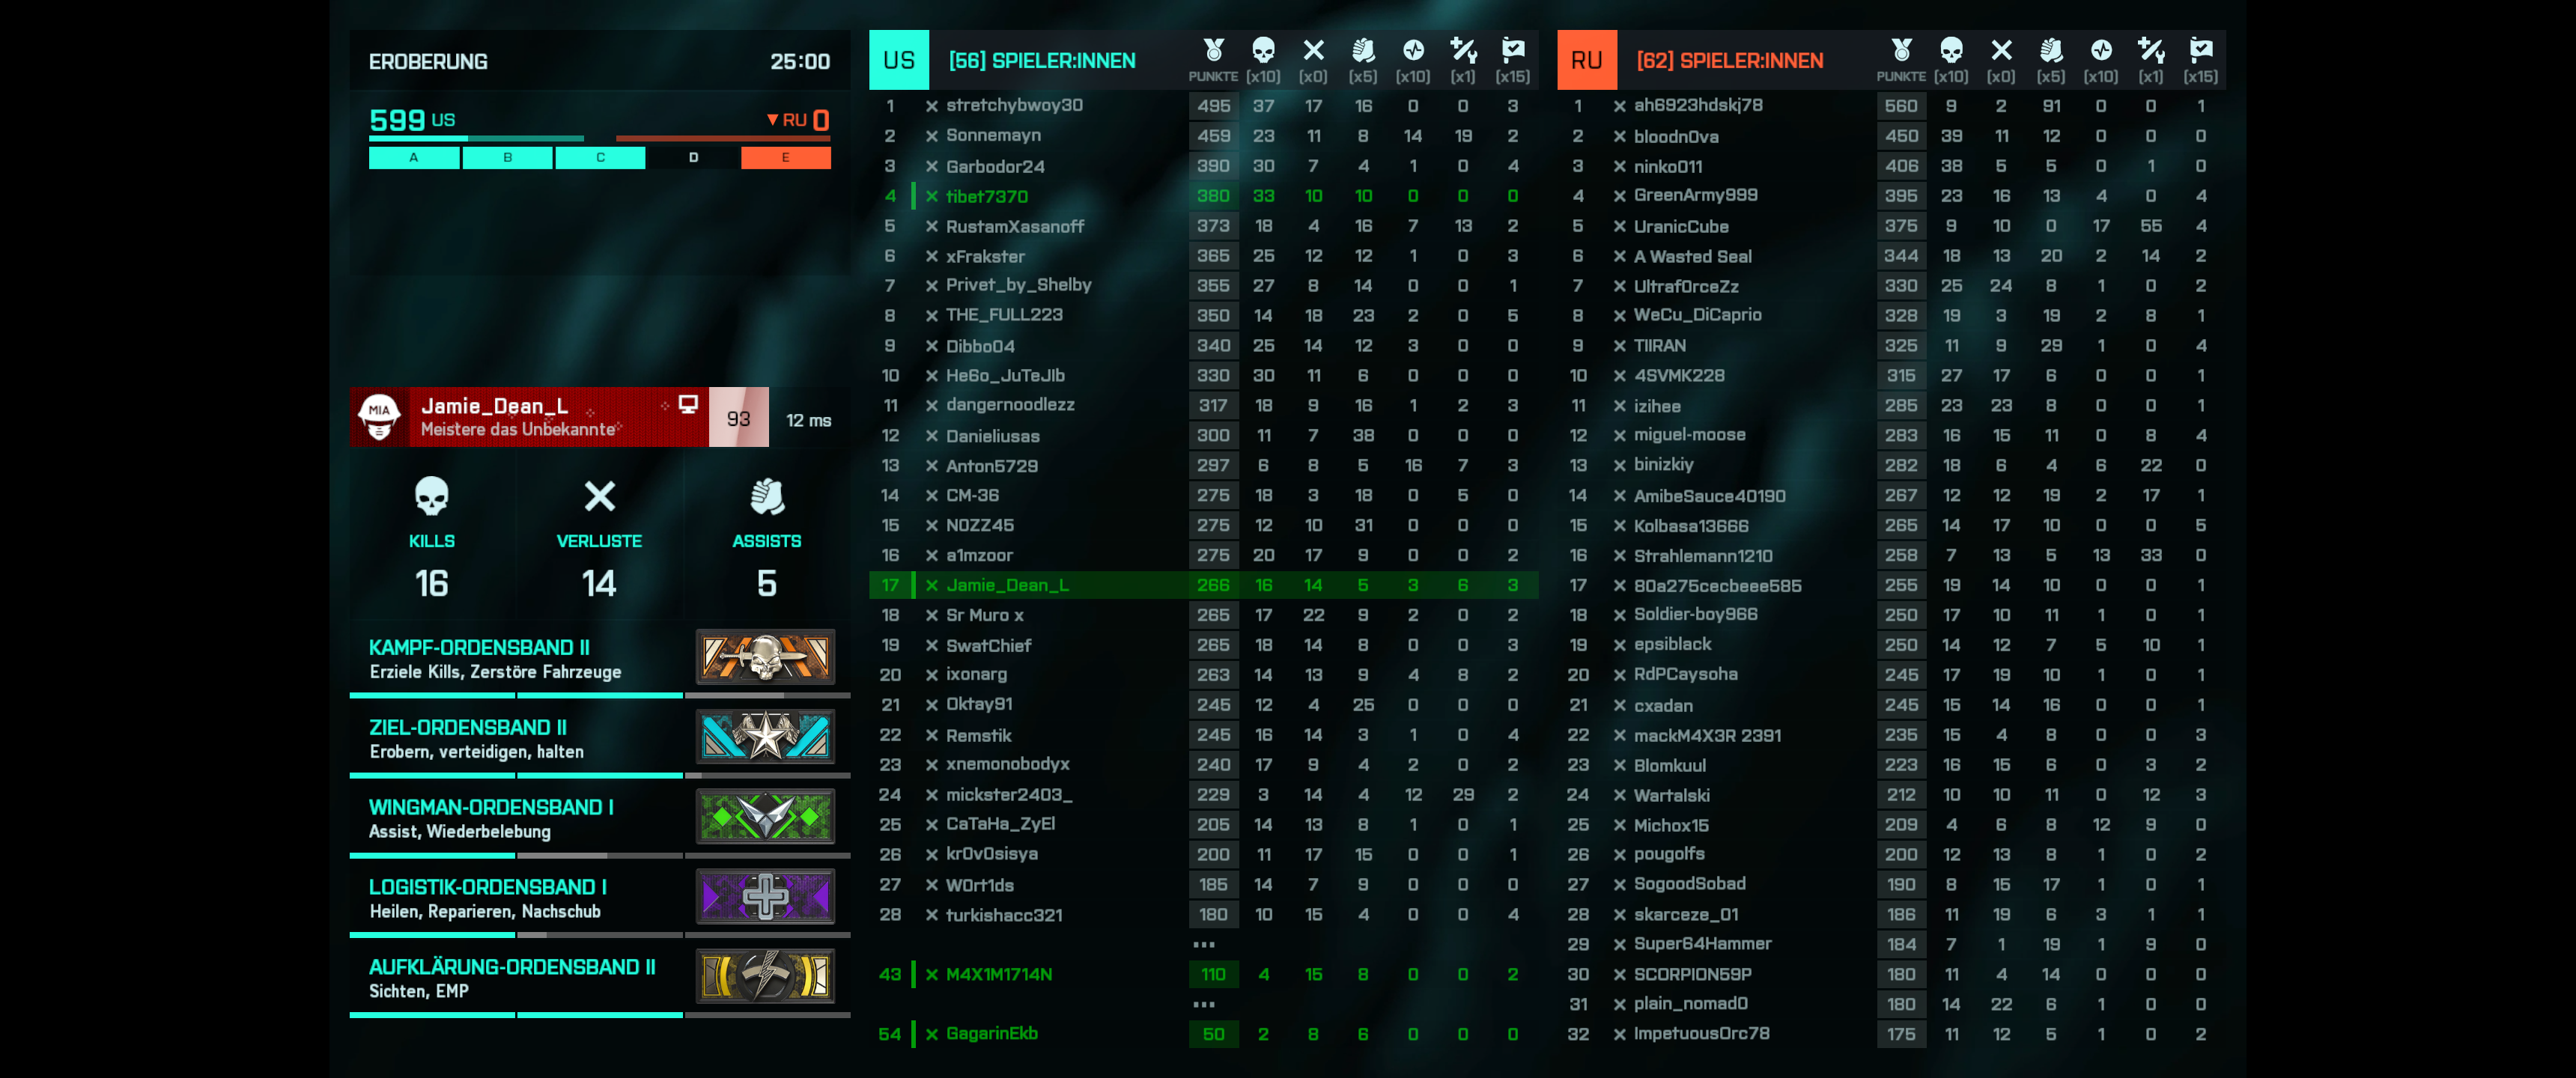 EROBERUNG 25:00
599 US RU 0
A B C D E
MIA Jamie_Dean_L 93 12 ms
Meistere das Unbekannte
KILLS VERLUSTE ASSISTS
16 14 5
KAMPF-ORDENSBAND II
Erziele Kills, Zerstöre Fahrzeuge
ZIEL-ORDENSBAND II
Erobern, verteidigen, halten
WINGMAN-ORDENSBAND I
Assist, Wiederbelebung
LOGISTIK-ORDENSBAND I
Heilen, Reparieren, Nachschub
AUFKLÄRUNG-ORDENSBAND II
Sichten, EMP
US [56] SPIELER:INNEN PUNKTE [x10] [x0] [x5] [x10] [x1] [x15]
1 stretchybwoy30 495 37 17 16 0 0 3
2 Sonnemayn 459 23 11 8 14 19 2
3 Garbodor24 390 30 7 4 1 0 4
4 tibet7370 380 33 10 10 0 0 0
5 RustamXasanoff 373 18 4 16 7 13 2
6 xFrakster 365 25 12 12 1 0 3
7 Privet_by_Shelby 355 27 8 14 0 0 1
8 THE_FULL223 350 14 18 23 2 0 5
9 Dibbo04 340 25 14 12 3 0 0
10 He6o_JuTeJIb 330 30 11 6 0 0 0
11 dangernoodlezz 317 18 9 16 1 2 3
12 Danieliusas 300 11 7 38 0 0 0
13 Anton5729 297 6 8 5 16 7 3
14 CM-36 275 18 3 18 0 5 0
15 N0ZZ45 275 12 10 31 0 0 0
16 a1mzoor 275 20 17 9 0 0 2
17 Jamie_Dean_L 266 16 14 5 3 6 3
18 Sr Muro x 265 17 22 9 2 0 2
19 SwatChief 265 18 14 8 0 0 3
20 ixonarg 263 14 13 9 4 8 2
21 Oktay91 245 12 4 25 0 0 0
22 Remstik 245 16 14 3 1 0 4
23 xnemonobodyx 240 17 9 4 2 0 2
24 mickster2403_ 229 3 14 4 12 29 2
25 CaTaHa_ZyEl 205 14 13 8 1 0 1
26 kr0v0sisya 200 11 17 15 0 0 1
27 W0rt1ds 185 14 7 9 0 0 0
28 turkishacc321 180 10 15 4 0 0 4
...
43 M4X1M1714N 110 4 15 8 0 0 2
...
54 GagarinEkb 50 2 8 6 0 0 0
RU [62] SPIELER:INNEN PUNKTE [x10] [x0] [x5] [x10] [x1] [x15]
1 ah6923hdskj78 560 9 2 91 0 0 1
2 bloodn0va 450 39 11 12 0 0 0
3 ninko011 406 38 5 5 0 1 0
4 GreenArmy999 395 23 16 13 4 0 4
5 UranicCube 375 9 10 0 17 55 4
6 A Wasted Seal 344 18 13 20 2 14 2
7 Ultraf0rceZz 330 25 24 8 1 0 2
8 WeCu_DiCaprio 328 19 3 19 2 8 1
9 TIIRAN 325 11 9 29 1 0 4
10 4SVMK228 315 27 17 6 0 0 1
11 izihee 285 23 23 8 0 0 1
12 miguel-moose 283 16 15 11 0 8 4
13 binizkiy 282 18 6 4 6 22 0
14 AmibeSauce40190 267 12 12 19 2 17 1
15 Kolbasa13666 265 14 17 10 0 0 5
16 Strahlemann1210 258 7 13 5 13 33 0
17 80a275cecbeee585 255 19 14 10 0 0 1
18 Soldier-boy966 250 17 10 11 1 0 1
19 epsiblack 250 14 12 7 5 10 1
20 RdPCaysoha 245 17 19 10 1 0 1
21 cxadan 245 15 14 16 0 0 1
22 mackM4X3R 2391 235 15 4 8 0 0 3
23 Blomkuul 223 16 15 6 0 3 2
24 Wartalski 212 10 10 11 0 12 3
25 Michox15 209 4 6 8 12 9 0
26 pougolfs 200 12 13 8 1 0 2
27 SogoodSobad 190 8 15 17 1 0 1
28 skarceze_01 186 11 19 6 3 1 1
29 Super64Hammer 184 7 1 19 1 9 0
30 SCORPION59P 180 11 4 14 0 0 0
31 plain_nomad0 180 14 22 6 1 0 0
32 ImpetuousOrc78 175 11 12 5 1 0 2